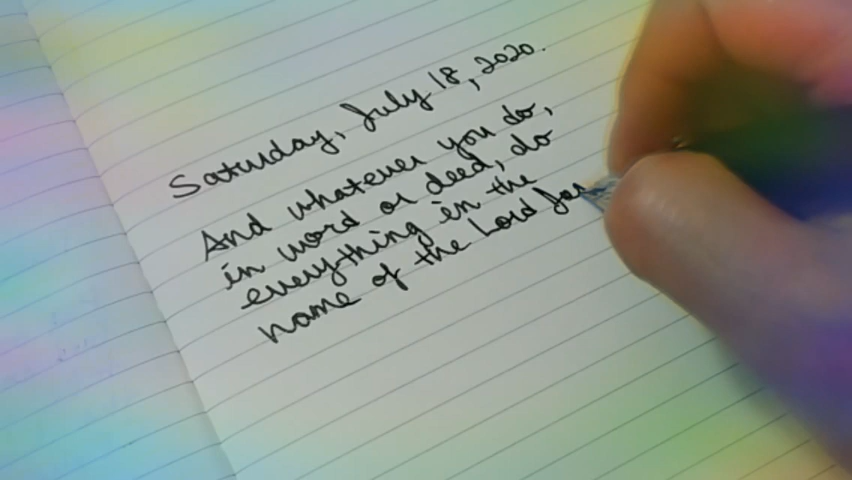 Saturday, July 18, 2020.
And whatever you do,
in word or deed, do
everything in the
name of the Lord